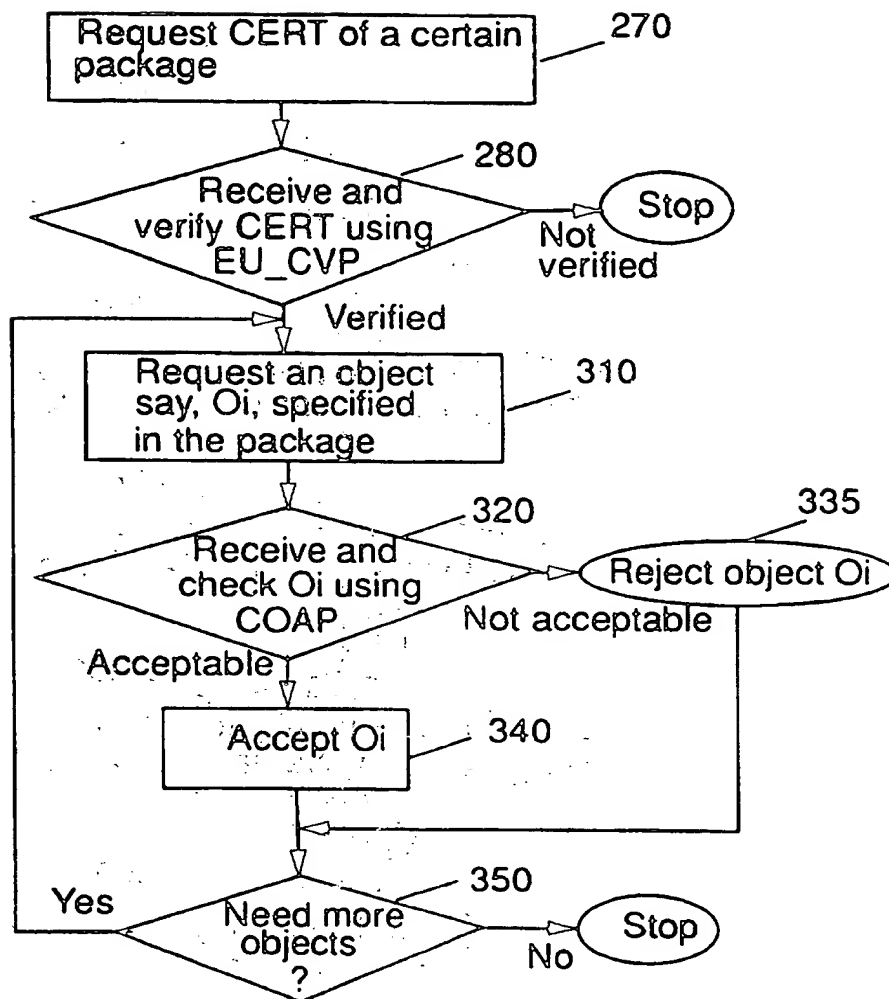 Request CERT of a certain
package
270
280
Receive and
verify CERT using
EU_CVP
Stop
Not
verified
Verified
Request an object
say, Oi, specified
in the package
310
320
335
Receive and
check Oi using
COAP
Reject object Oi
Not acceptable
Acceptable
Accept Oi
340
350
Yes
Need more
objects
?
No
Stop